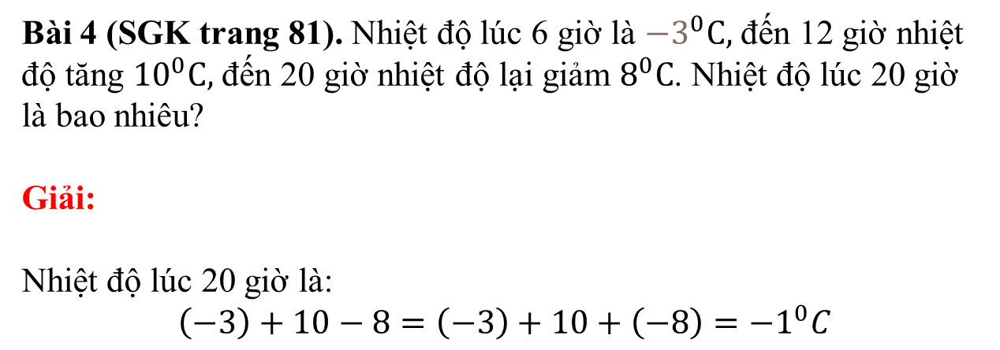 Bài 4 (SGK trang 81). Nhiệt độ lúc 6 giờ là −3⁰C, đến 12 giờ nhiệt
độ tăng 10⁰C, đến 20 giờ nhiệt độ lại giảm 8⁰C. Nhiệt độ lúc 20 giờ
là bao nhiêu?
Giải:
Nhiệt độ lúc 20 giờ là:
(−3) + 10 − 8 = (−3) + 10 + (−8) = −1⁰C